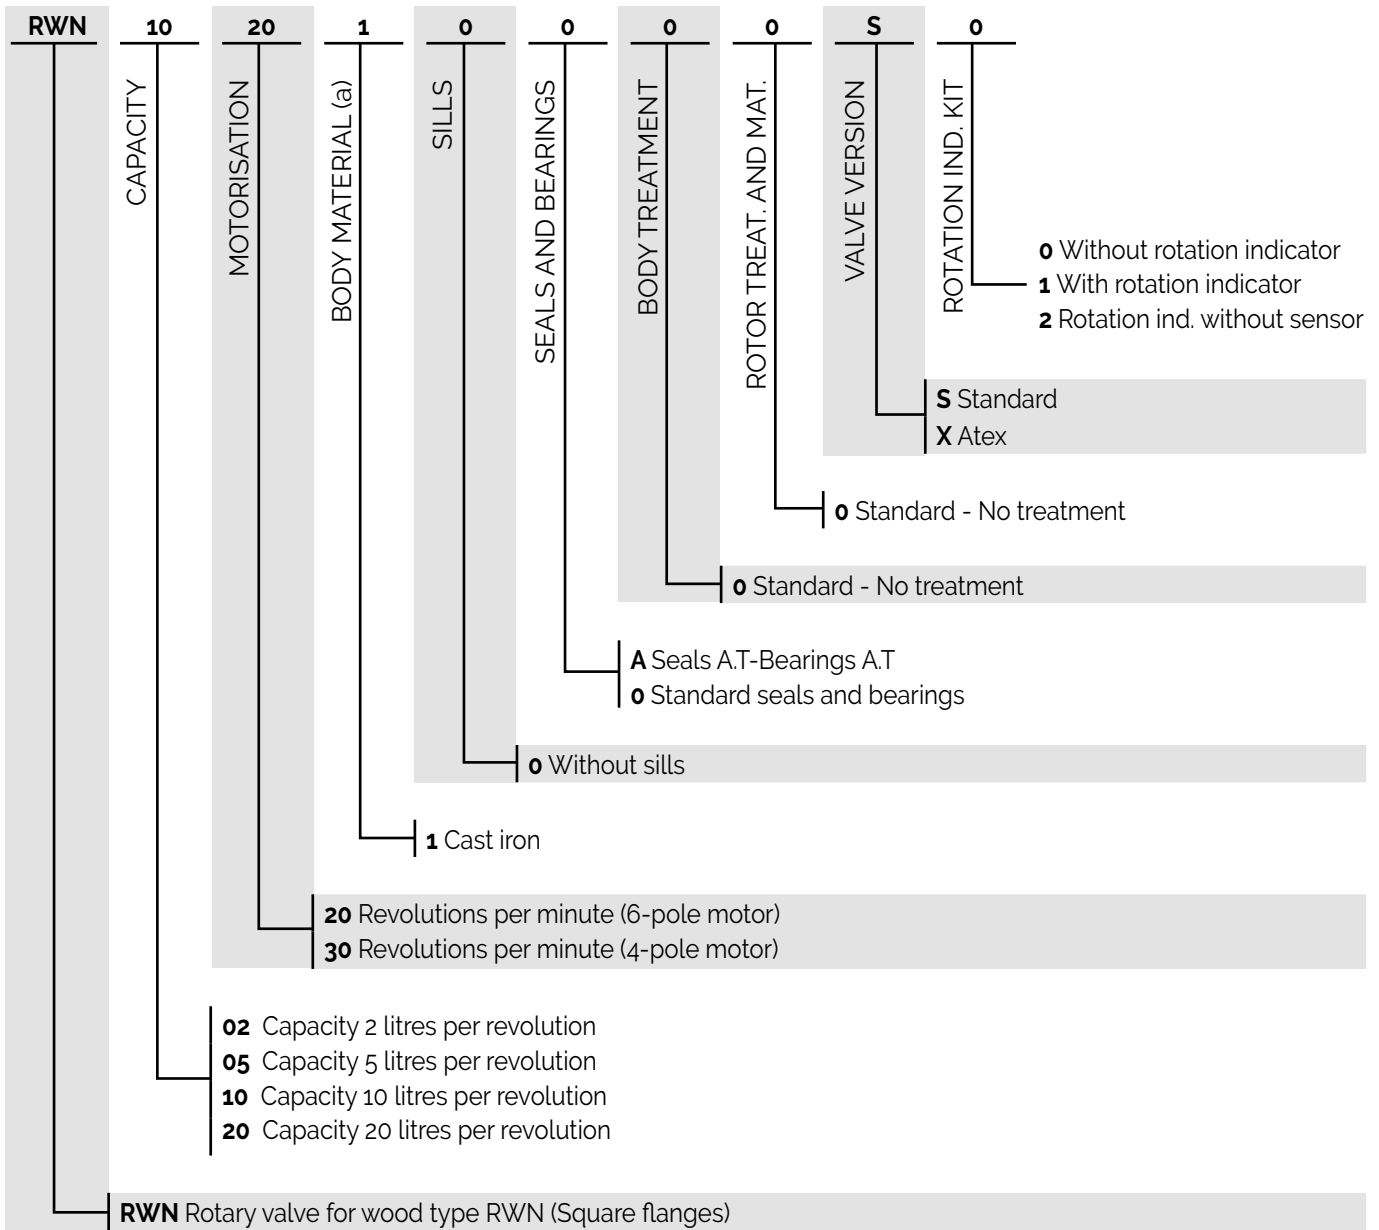 RWN 10 20 1 0 0 0 0 S 0
CAPACITY
MOTORISATION
BODY MATERIAL (a)
SILLS
SEALS AND BEARINGS
BODY TREATMENT
ROTOR TREAT. AND MAT.
VALVE VERSION
ROTATION IND. KIT
0 Without rotation indicator
1 With rotation indicator
2 Rotation ind. without sensor
S Standard
X Atex
0 Standard - No treatment
0 Standard - No treatment
A Seals A.T-Bearings A.T
0 Standard seals and bearings
0 Without sills
1 Cast iron
20 Revolutions per minute (6-pole motor)
30 Revolutions per minute (4-pole motor)
02 Capacity 2 litres per revolution
05 Capacity 5 litres per revolution
10 Capacity 10 litres per revolution
20 Capacity 20 litres per revolution
RWN Rotary valve for wood type RWN (Square flanges)